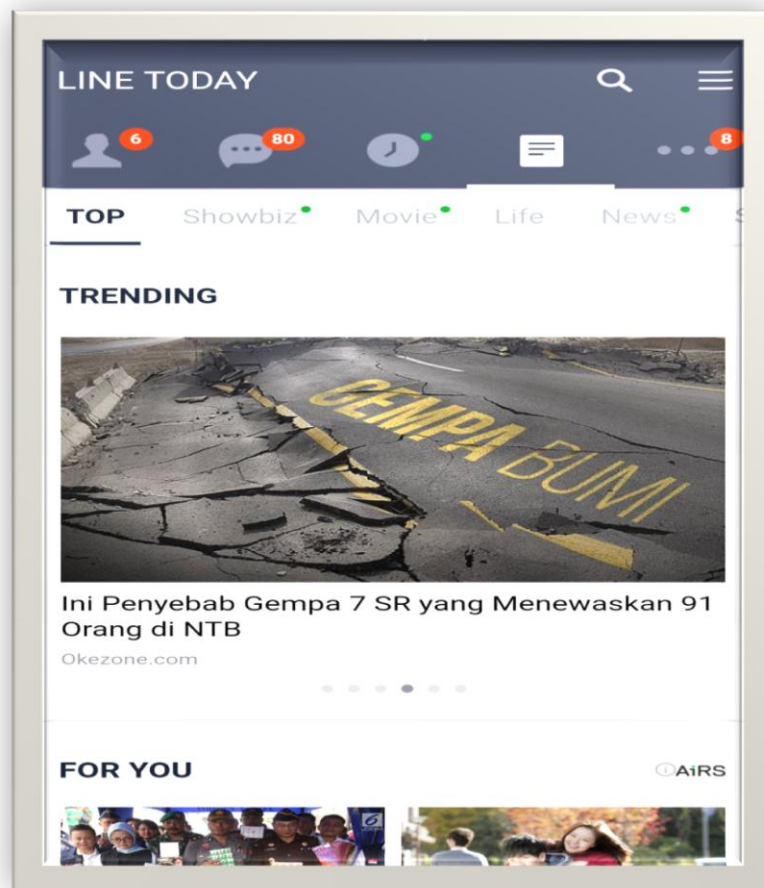 LINE TODAY
6
80
8
TOP Showbiz Movie Life News S
TRENDING
GEMPA BUMI
Ini Penyebab Gempa 7 SR yang Menewaskan 91
Orang di NTB
Okezone.com
FOR YOU
AiRS
6